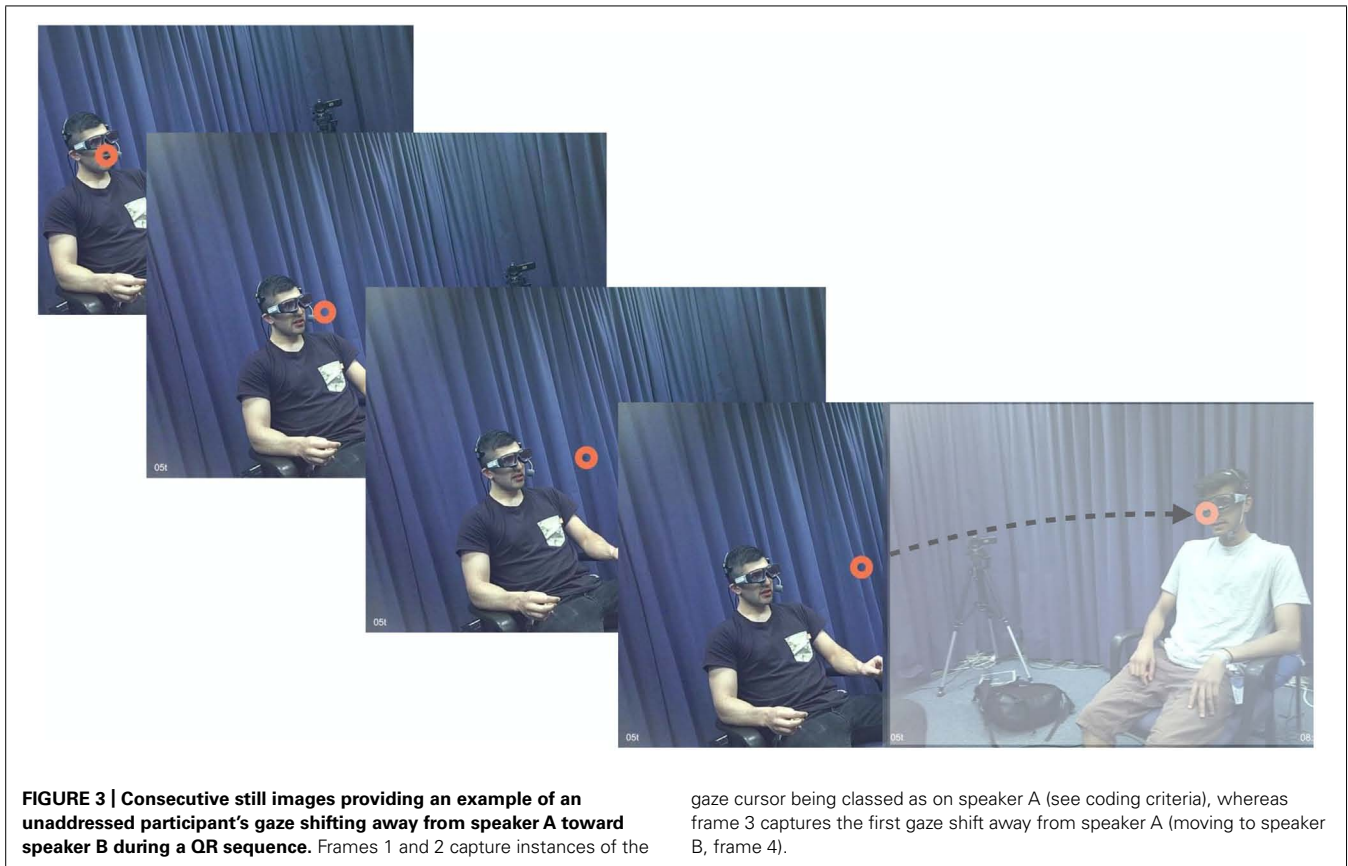 05t
05t
05t
05t
08:
FIGURE 3 | Consecutive still images providing an example of an
unaddressed participant's gaze shifting away from speaker A toward
speaker B during a QR sequence. Frames 1 and 2 capture instances of the
gaze cursor being classed as on speaker A (see coding criteria), whereas
frame 3 captures the first gaze shift away from speaker A (moving to speaker
B, frame 4).